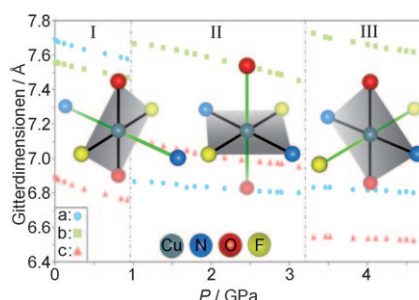 I II III
7.8
7.6
7.4
7.2
7.0
6.8
6.6
6.4
Gitterdimensionen / Å
a:
b:
c:
Cu N O F
0 1 2 3 4
P / GPa